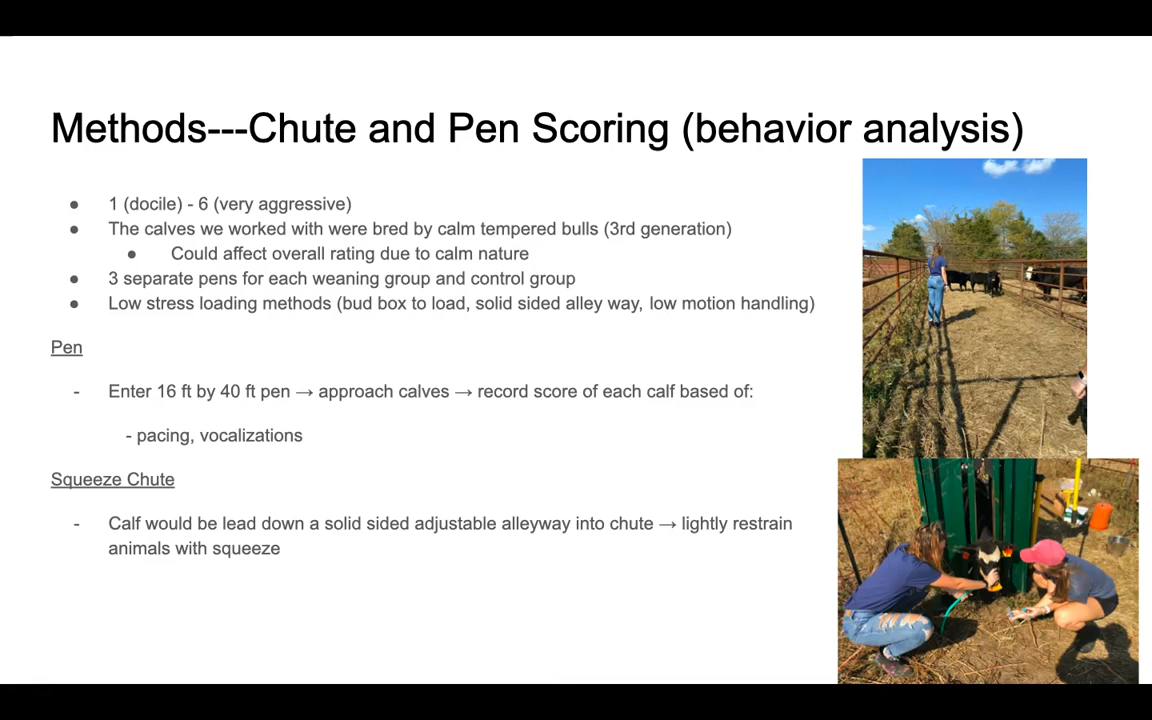 Methods---Chute and Pen Scoring (behavior analysis)
● 1 (docile) - 6 (very aggressive)
● The calves we worked with were bred by calm tempered bulls (3rd generation)
● Could affect overall rating due to calm nature
● 3 separate pens for each weaning group and control group
● Low stress loading methods (bud box to load, solid sided alley way, low motion handling)
Pen
- Enter 16 ft by 40 ft pen → approach calves → record score of each calf based of:
- pacing, vocalizations
Squeeze Chute
- Calf would be lead down a solid sided adjustable alleyway into chute → lightly restrain
animals with squeeze